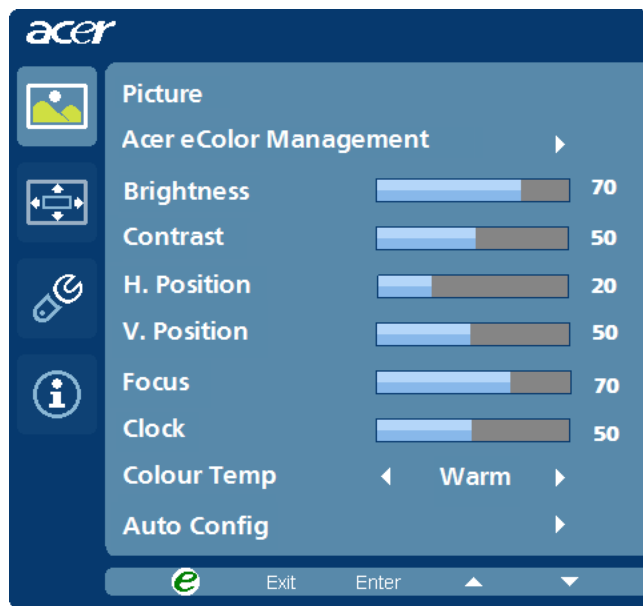 acer
Picture
Acer eColor Management
Brightness 70
Contrast 50
H. Position 20
V. Position 50
Focus 70
Clock 50
Colour Temp Warm
Auto Config
e Exit Enter